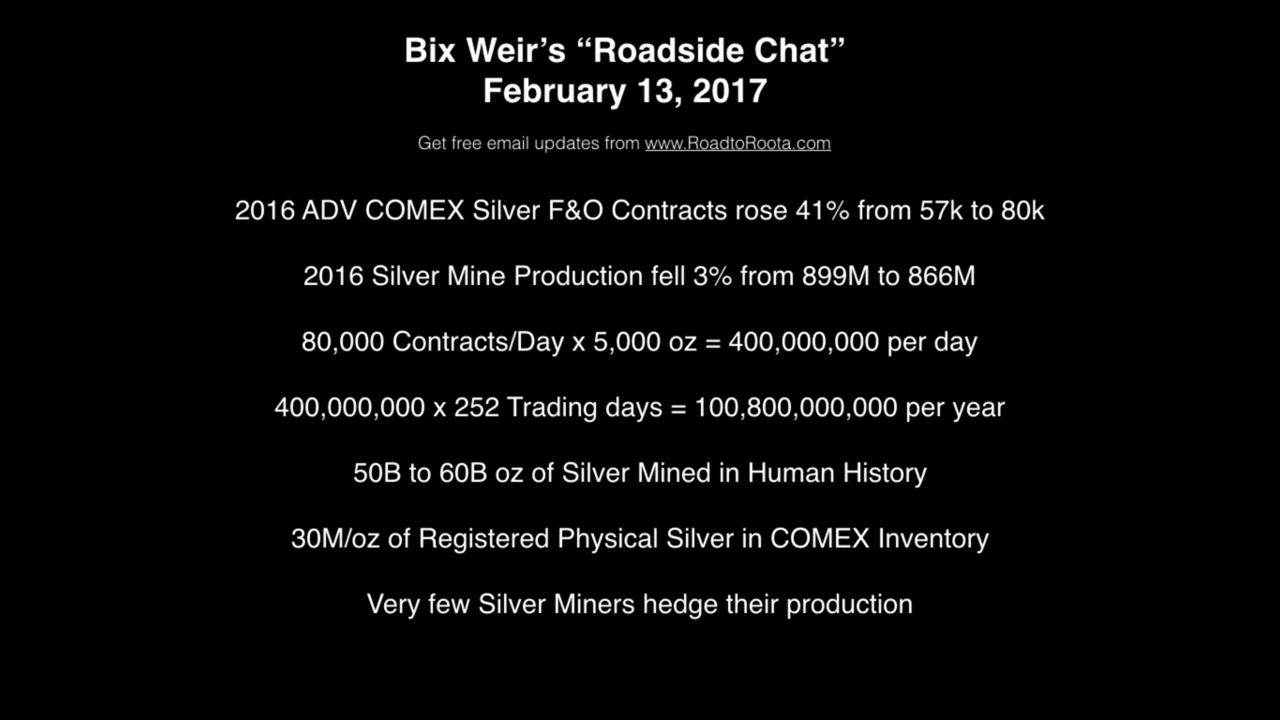 Bix Weir’s “Roadside Chat”
February 13, 2017
Get free email updates from www.RoadtoRoota.com
2016 ADV COMEX Silver F&O Contracts rose 41% from 57k to 80k
2016 Silver Mine Production fell 3% from 899M to 866M
80,000 Contracts/Day x 5,000 oz = 400,000,000 per day
400,000,000 x 252 Trading days = 100,800,000,000 per year
50B to 60B oz of Silver Mined in Human History
30M/oz of Registered Physical Silver in COMEX Inventory
Very few Silver Miners hedge their production